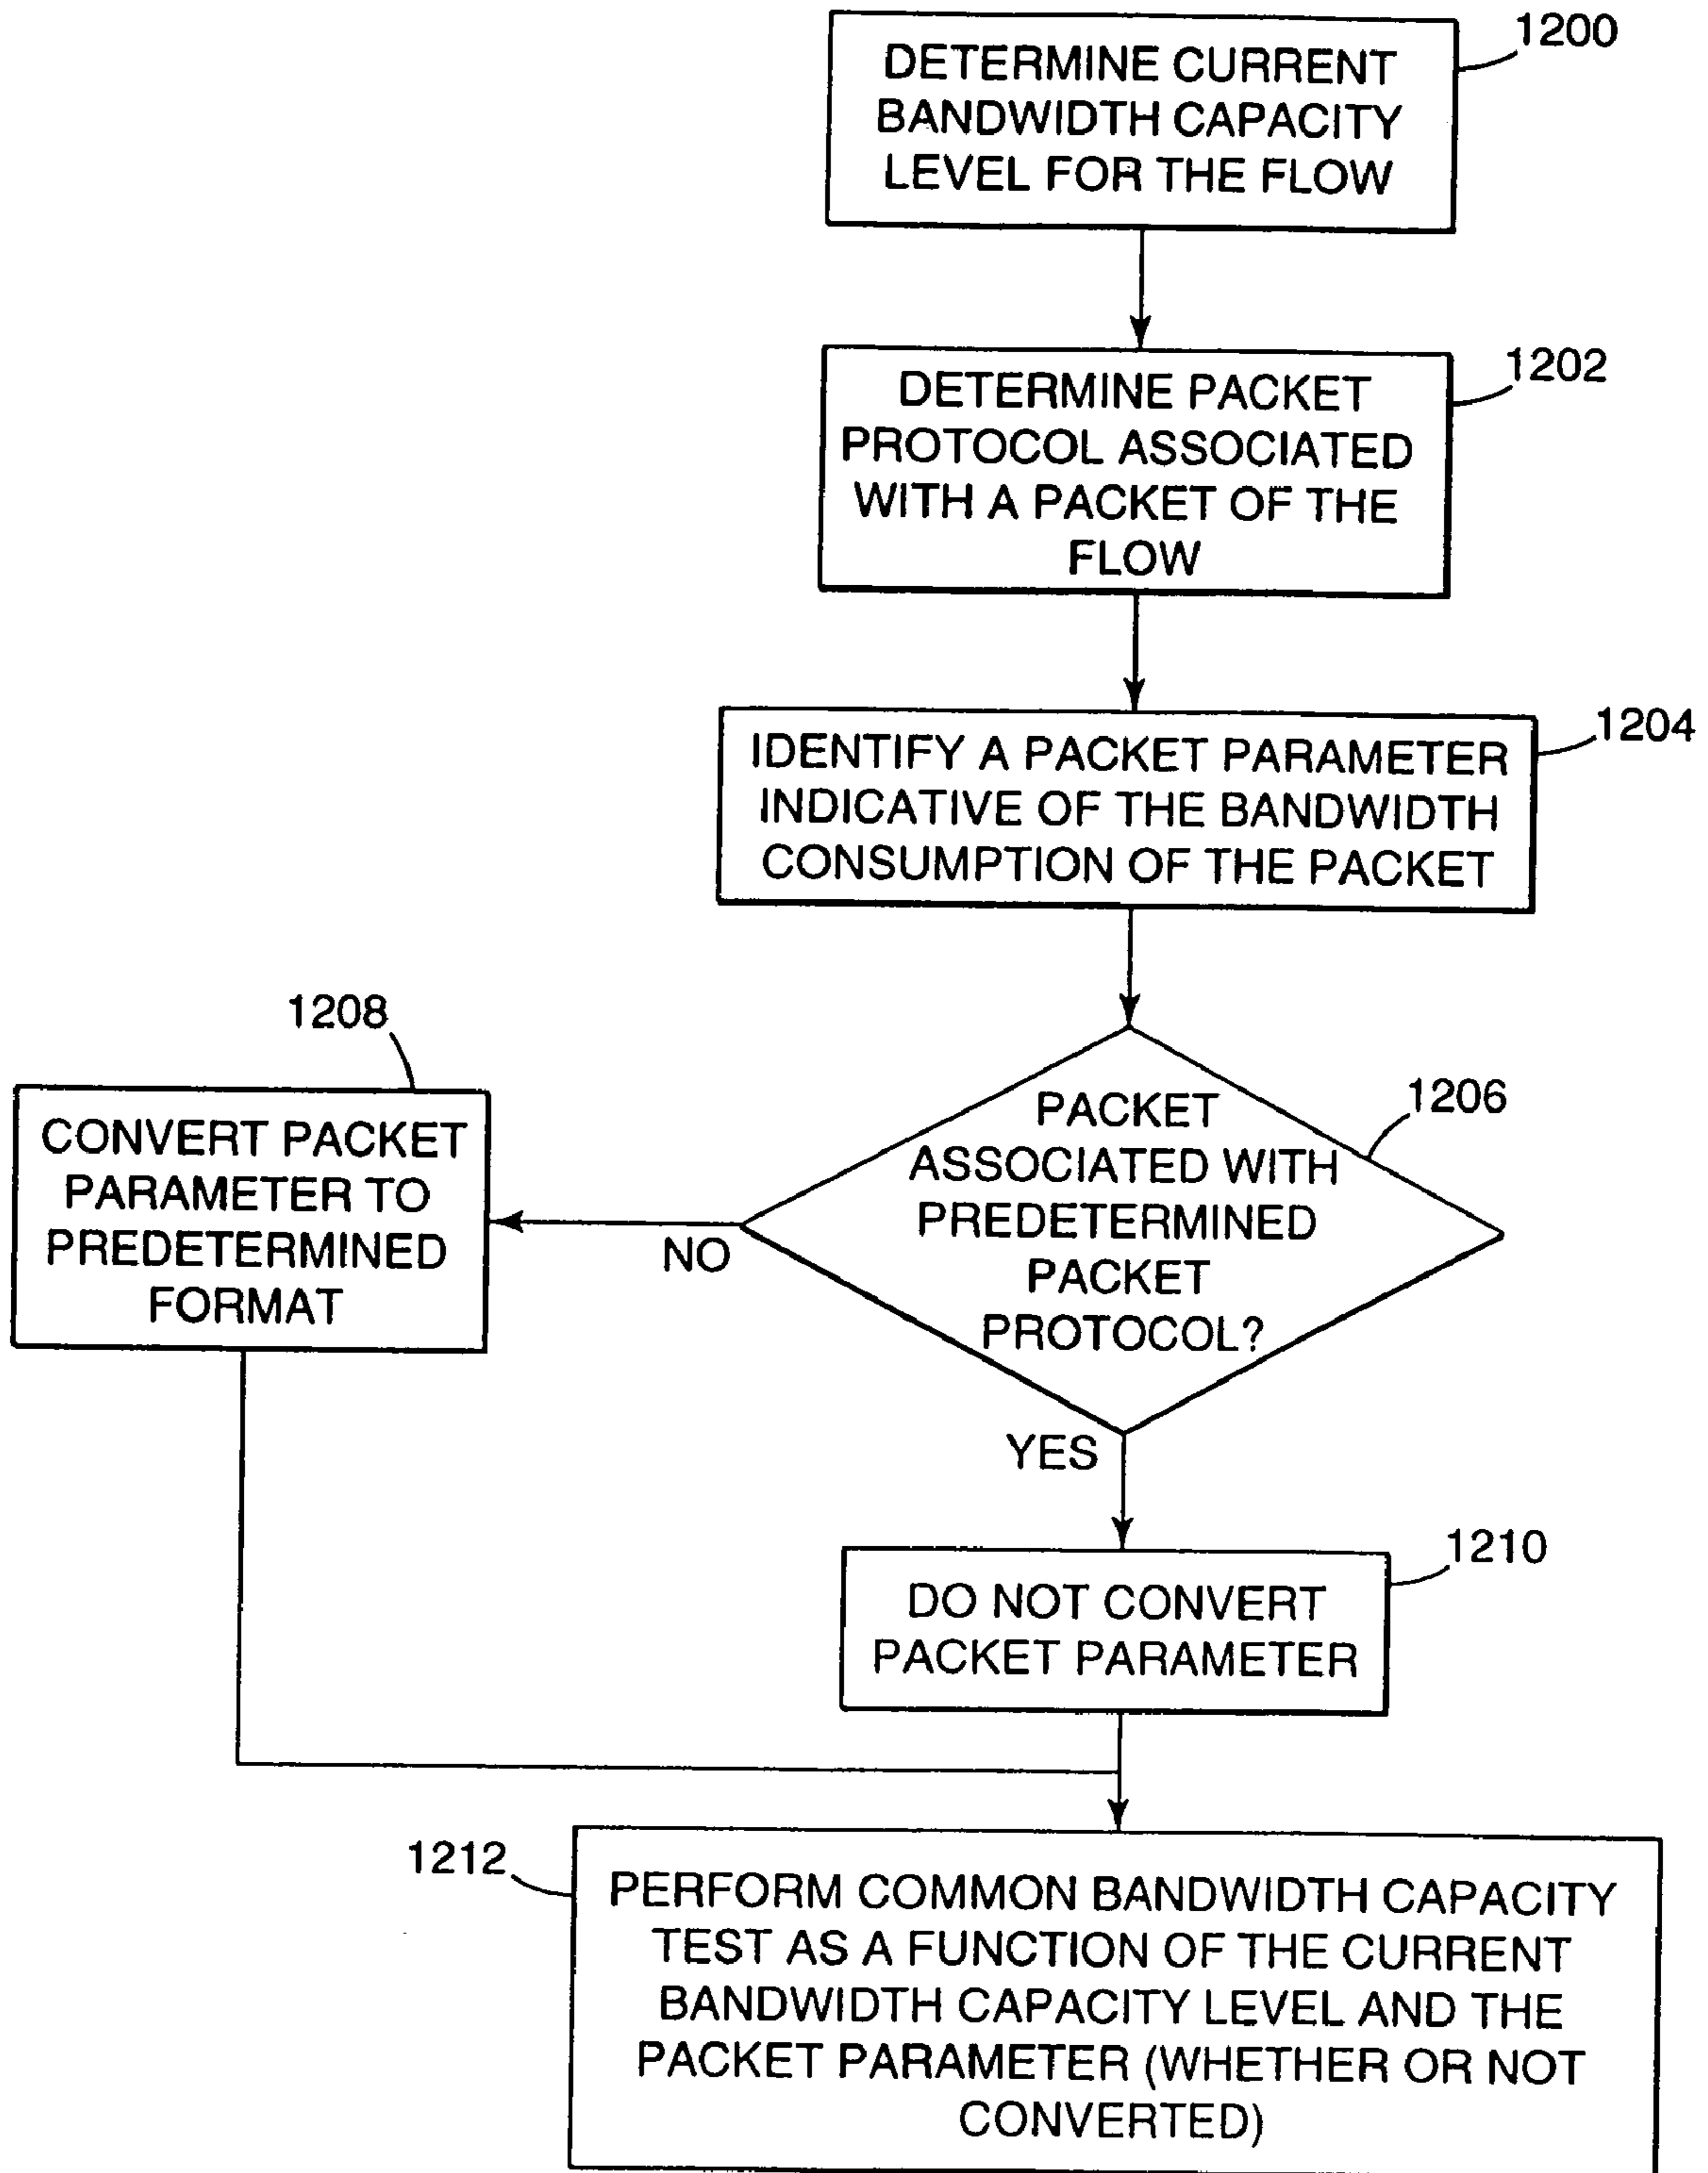 1200
DETERMINE CURRENT
BANDWIDTH CAPACITY
LEVEL FOR THE FLOW
1202
DETERMINE PACKET
PROTOCOL ASSOCIATED
WITH A PACKET OF THE
FLOW
1204
IDENTIFY A PACKET PARAMETER
INDICATIVE OF THE BANDWIDTH
CONSUMPTION OF THE PACKET
1206
PACKET
ASSOCIATED WITH
PREDETERMINED
PACKET
PROTOCOL?
NO
1208
CONVERT PACKET
PARAMETER TO
PREDETERMINED
FORMAT
YES
1210
DO NOT CONVERT
PACKET PARAMETER
1212
PERFORM COMMON BANDWIDTH CAPACITY
TEST AS A FUNCTION OF THE CURRENT
BANDWIDTH CAPACITY LEVEL AND THE
PACKET PARAMETER (WHETHER OR NOT
CONVERTED)